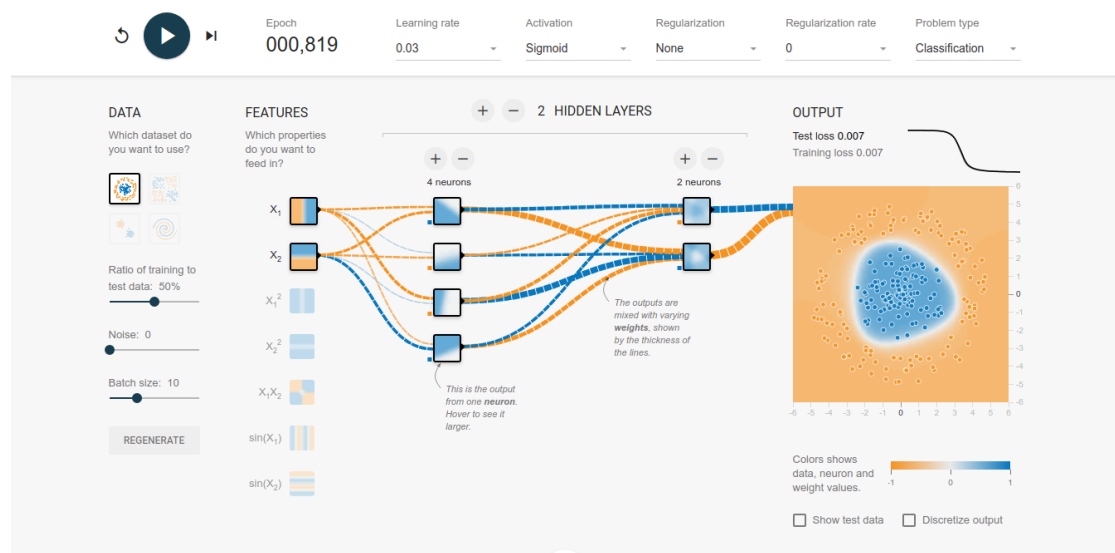 Epoch
000,819
Learning rate
0.03
Activation
Sigmoid
Regularization
None
Regularization rate
0
Problem type
Classification
DATA
Which dataset do
you want to use?
Ratio of training to
test data: 50%
Noise: 0
Batch size: 10
REGENERATE
FEATURES
Which properties
do you want to
feed in?
X₁
X₂
X₁²
X₂²
X₁X₂
sin(X₁)
sin(X₂)
+ − 2 HIDDEN LAYERS
+ −
4 neurons
+ −
2 neurons
The outputs are
mixed with varying
weights, shown
by the thickness of
the lines.
This is the output
from one neuron.
Hover to see it
larger.
OUTPUT
Test loss 0.007
Training loss 0.007
6
5
4
3
2
1
0
-1
-2
-3
-4
-5
-6
-6 -5 -4 -3 -2 -1 0 1 2 3 4 5 6
Colors shows
data, neuron and
weight values.
-1 0 1
Show test data
Discretize output